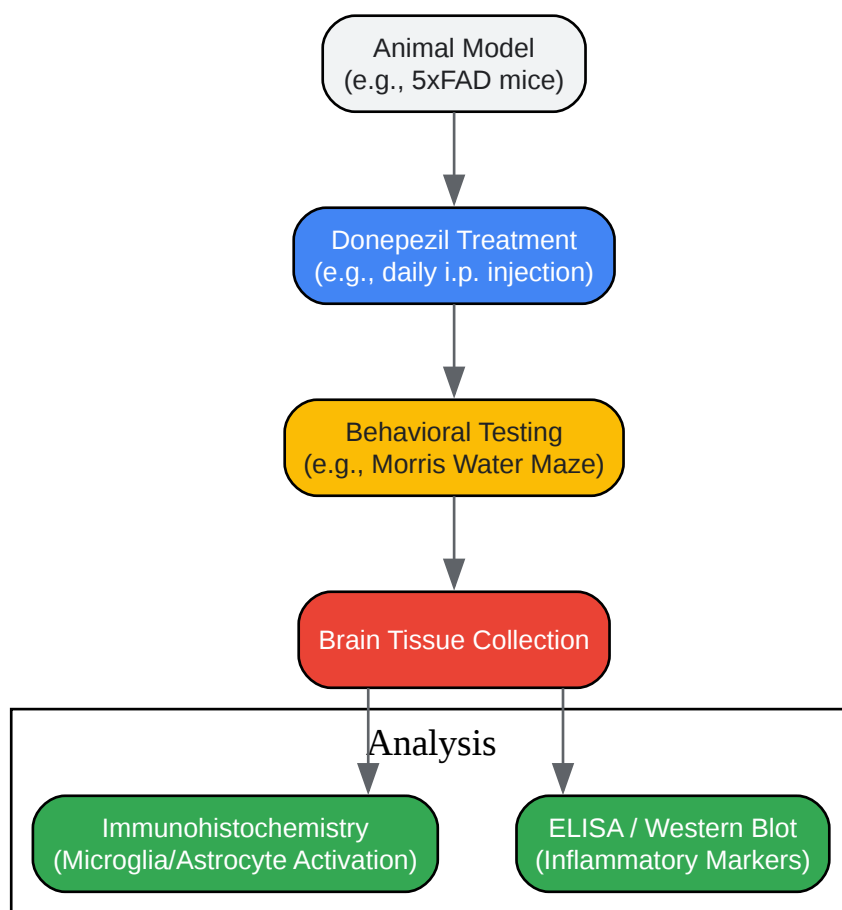 Animal Model
(e.g., 5xFAD mice)
Donepezil Treatment
(e.g., daily i.p. injection)
Behavioral Testing
(e.g., Morris Water Maze)
Brain Tissue Collection
Analysis
Immunohistochemistry
(Microglia/Astrocyte Activation)
ELISA / Western Blot
(Inflammatory Markers)